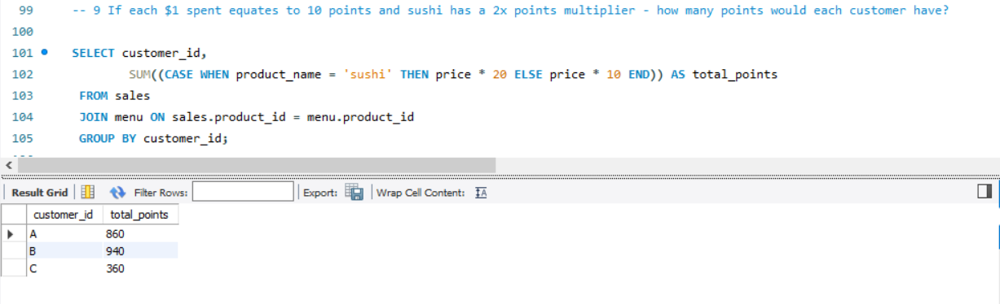 99 -- 9 If each $1 spent equates to 10 points and sushi has a 2x points multiplier - how many points would each customer have?
100
101 SELECT customer_id,
102 SUM((CASE WHEN product_name = 'sushi' THEN price * 20 ELSE price * 10 END)) AS total_points
103 FROM sales
104 JOIN menu ON sales.product_id = menu.product_id
105 GROUP BY customer_id;
Result Grid Filter Rows: Export: Wrap Cell Content:
customer_id total_points
A 860
B 940
C 360